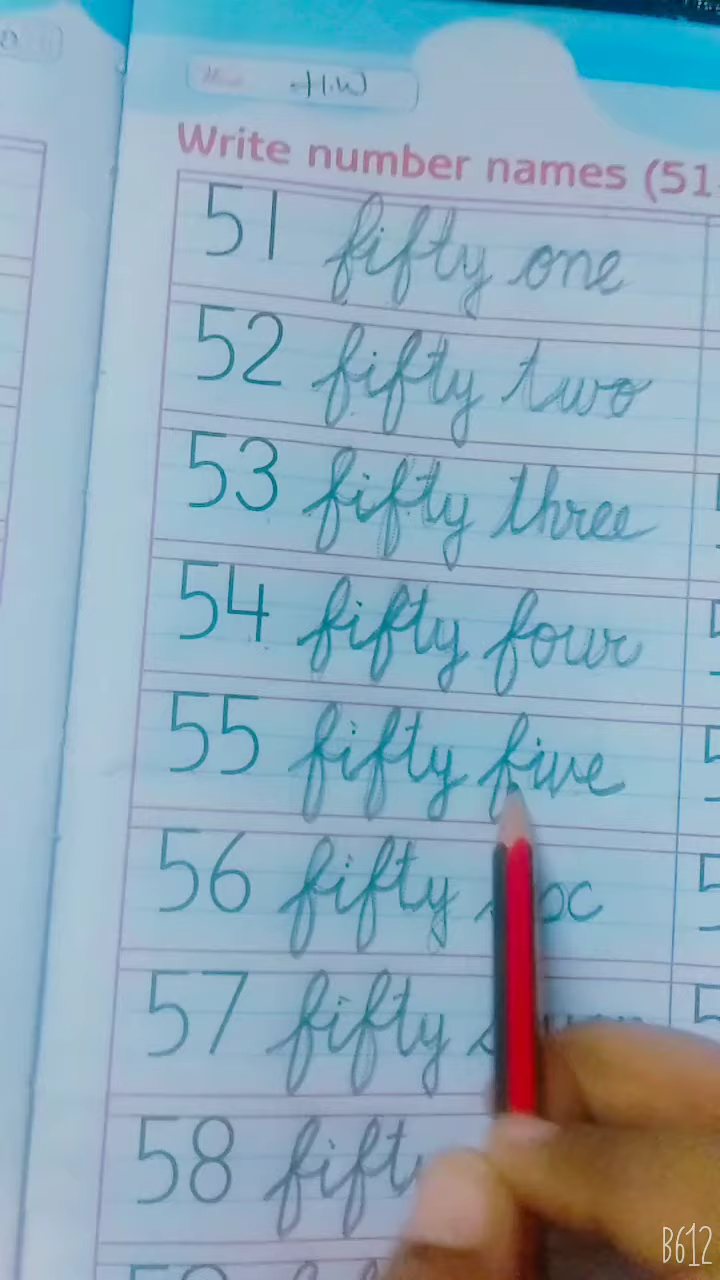 H.W
Write number names (51
51 fifty one
52 fifty two
53 fifty three
54 fifty four
55 fifty five
56 fifty
57 fifty
58
B612